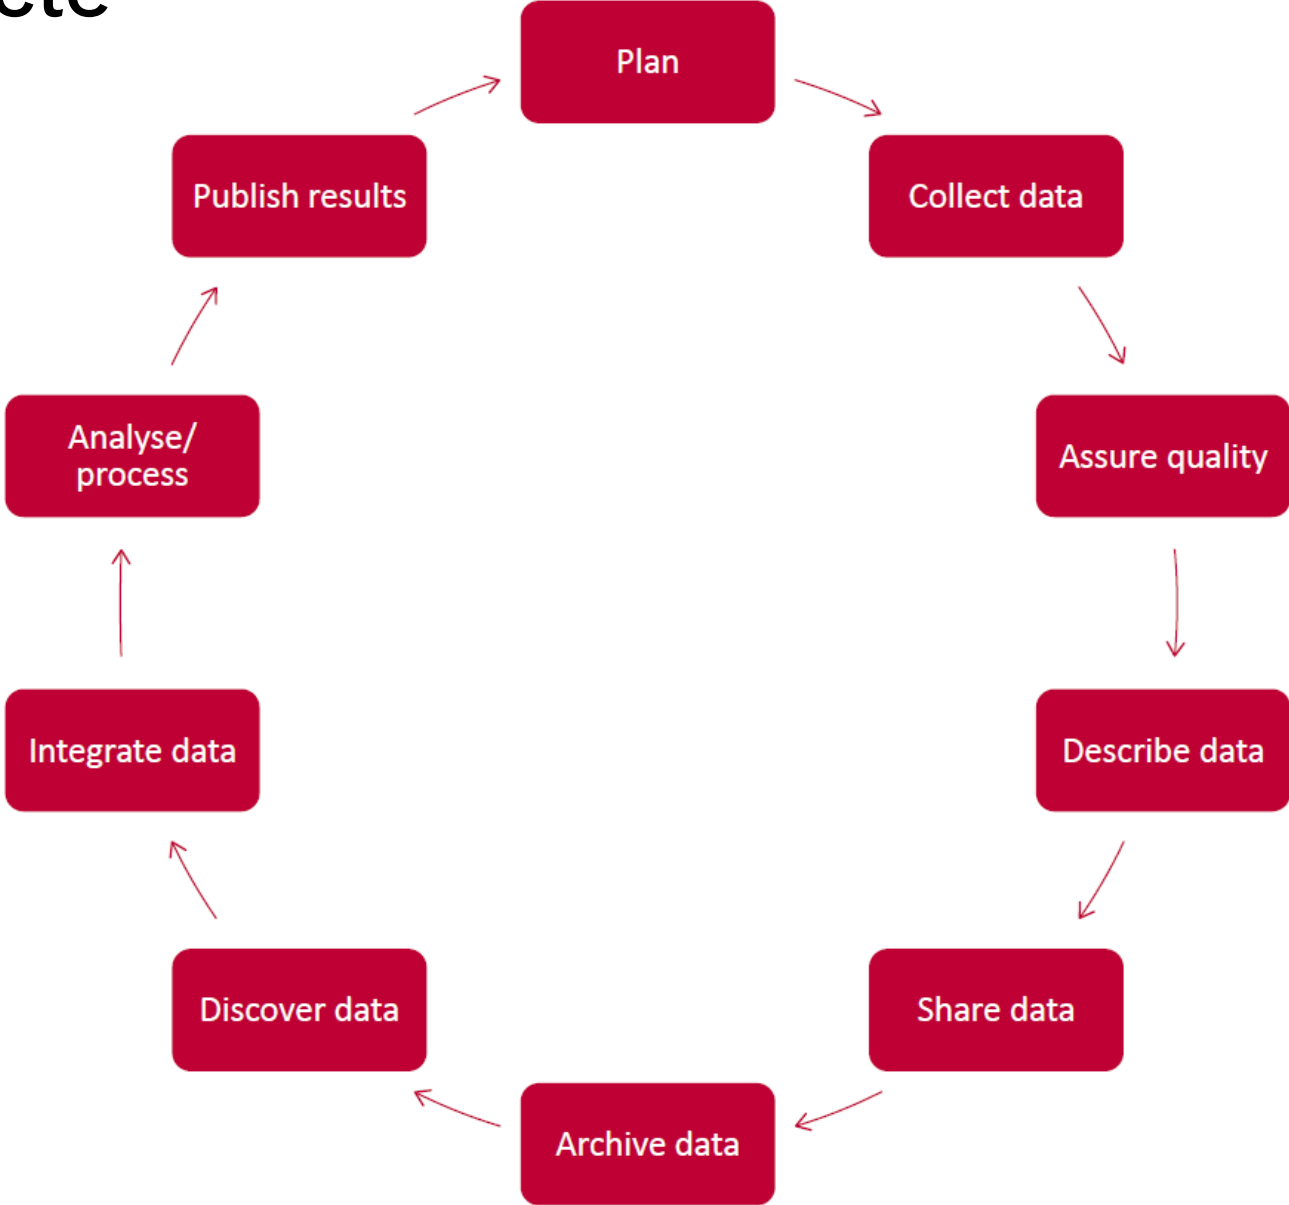 Plan
Collect data
Assure quality
Describe data
Share data
Archive data
Discover data
Integrate data
Analyse/
process
Publish results